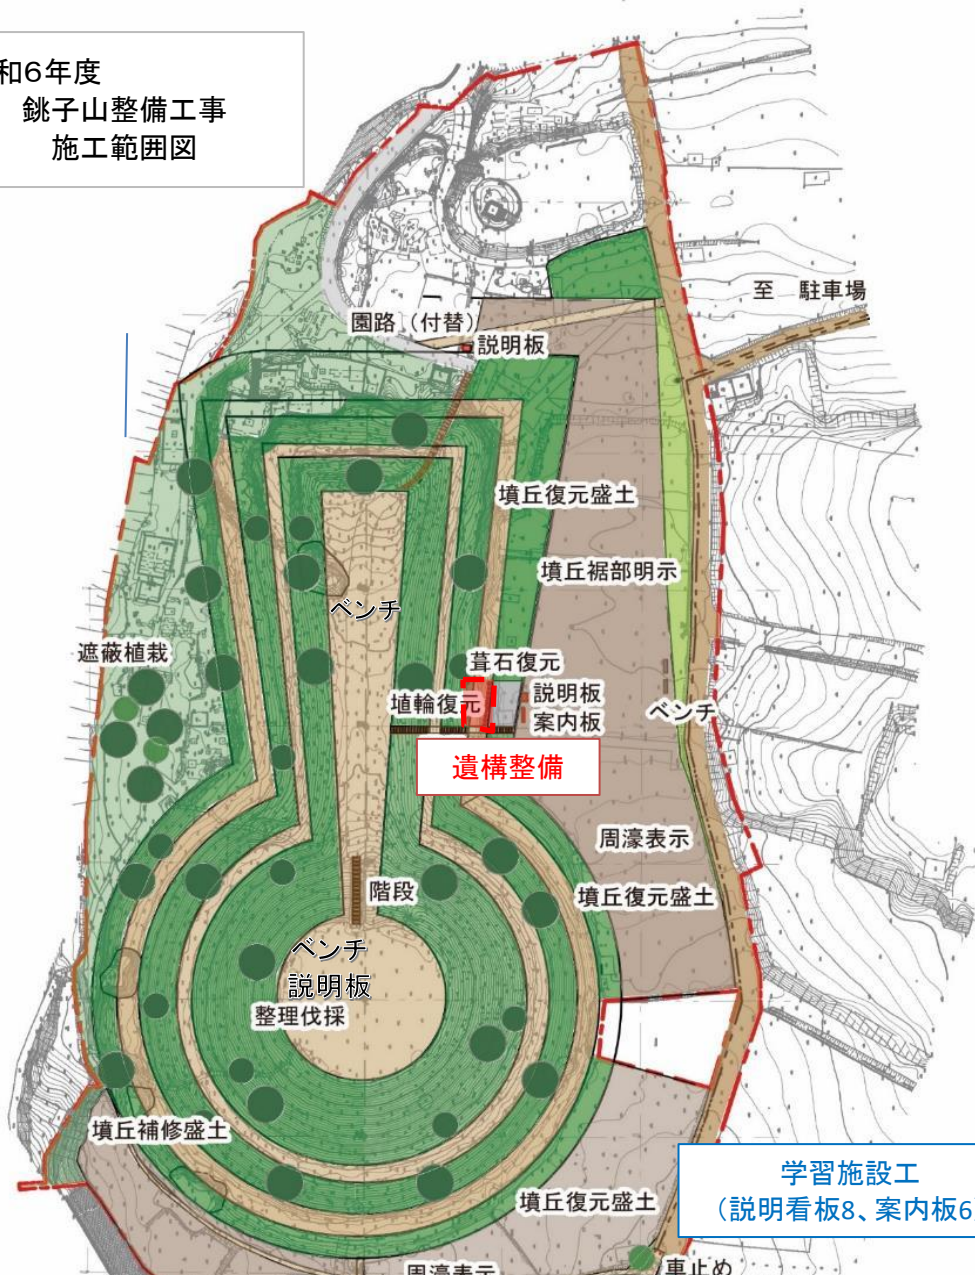 和6年度
銚子山整備工事
施工範囲図
至 駐車場
園路（付替）
説明板
墳丘復元盛土
墳丘裾部明示
ベンチ
遮蔽植栽
葺石復元
埴輪復元
説明板
案内板
ベンチ
遺構整備
周濠表示
階段
墳丘復元盛土
ベンチ
説明板
整理伐採
墳丘補修盛土
学習施設工
（説明看板8、案内板6
墳丘復元盛土
周濠表示
車止め